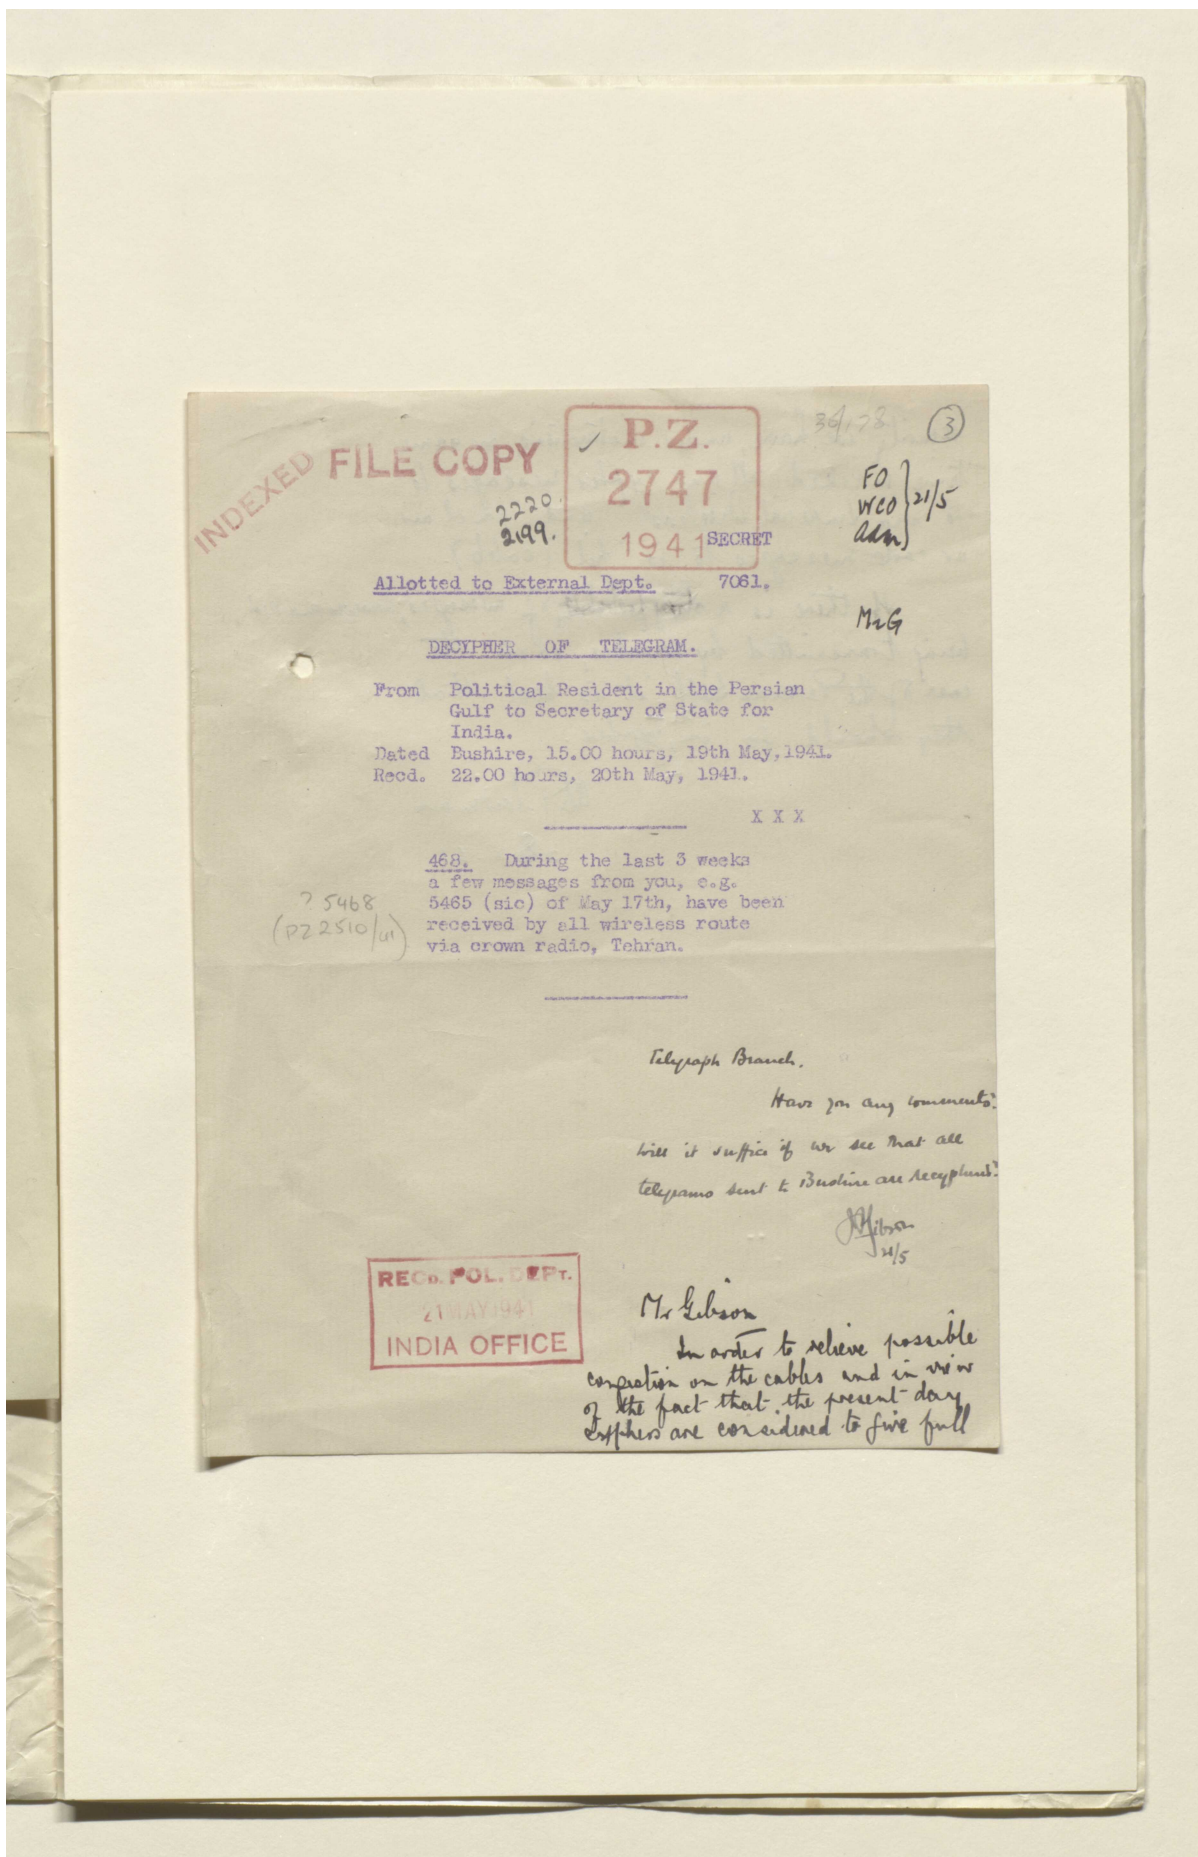 36/78
3
INDEXED
FILE COPY
P.Z.
2747
1941
2220.
2199.
FO
WCO
Adm
21/5
SECRET
Allotted to External Dept. 7061.
Mr G
DECYPHER OF TELEGRAM.
From Political Resident in the Persian
Gulf to Secretary of State for
India.
Dated Bushire, 15.00 hours, 19th May, 1941.
Recd. 22.00 hours, 20th May, 1941.
X X X
468. During the last 3 weeks
a few messages from you, e.g.
5465 (sic) of May 17th, have been
received by all wireless route
via crown radio, Tehran.
? 5468
(PZ 2510/41)
Telegraph Branch.
Have you any comments?
Will it suffice if we see that all
telegrams sent to Bushire are recyphered?
JPGibson
21/5
RECD. POL. DEPT.
21 MAY 1941
INDIA OFFICE
Mr Gibson
In order to relieve possible
congestion on the cables and in view
of the fact that the present day
cyphers are considered to give full